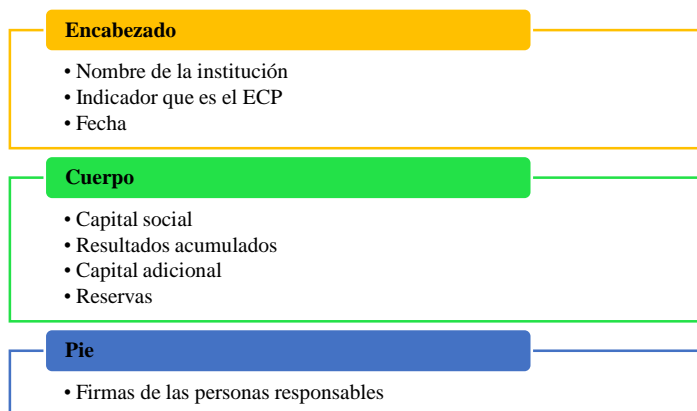 Encabezado
• Nombre de la institución
• Indicador que es el ECP
• Fecha
Cuerpo
• Capital social
• Resultados acumulados
• Capital adicional
• Reservas
Pie
• Firmas de las personas responsables